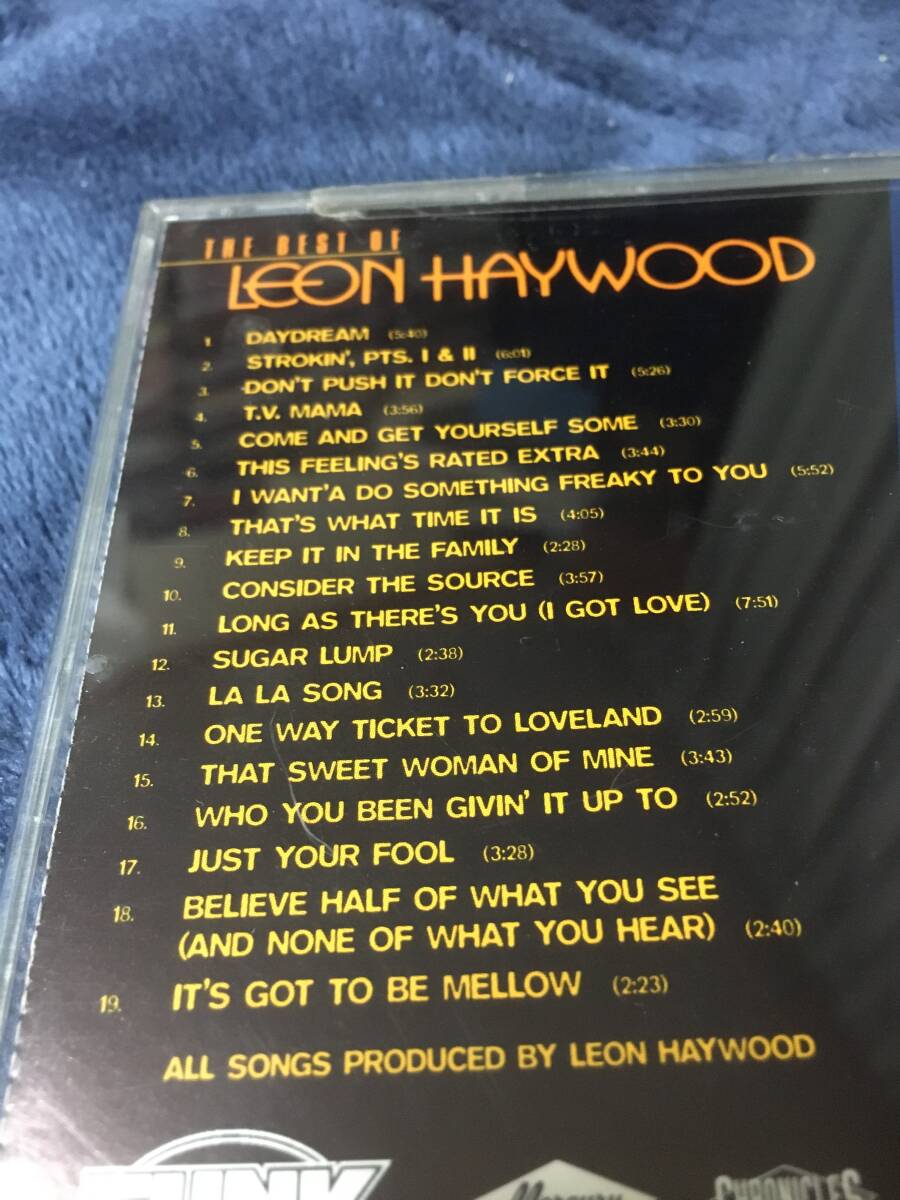 THE BEST OF
LEON HAYWOOD
1. DAYDREAM (5:40)
2. STROKIN', PTS. I & II (6:01)
3. DON'T PUSH IT DON'T FORCE IT (5:26)
4. T.V. MAMA (3:56)
5. COME AND GET YOURSELF SOME (3:30)
6. THIS FEELING'S RATED EXTRA (3:44)
7. I WANT'A DO SOMETHING FREAKY TO YOU (5:52)
8. THAT'S WHAT TIME IT IS (4:05)
9. KEEP IT IN THE FAMILY (2:28)
10. CONSIDER THE SOURCE (3:57)
11. LONG AS THERE'S YOU (I GOT LOVE) (7:51)
12. SUGAR LUMP (2:38)
13. LA LA SONG (3:32)
14. ONE WAY TICKET TO LOVELAND (2:59)
15. THAT SWEET WOMAN OF MINE (3:43)
16. WHO YOU BEEN GIVIN' IT UP TO (2:52)
17. JUST YOUR FOOL (3:28)
18. BELIEVE HALF OF WHAT YOU SEE
(AND NONE OF WHAT YOU HEAR) (2:40)
19. IT'S GOT TO BE MELLOW (2:23)
ALL SONGS PRODUCED BY LEON HAYWOOD
FUNK
Mercury
CHRONICLES